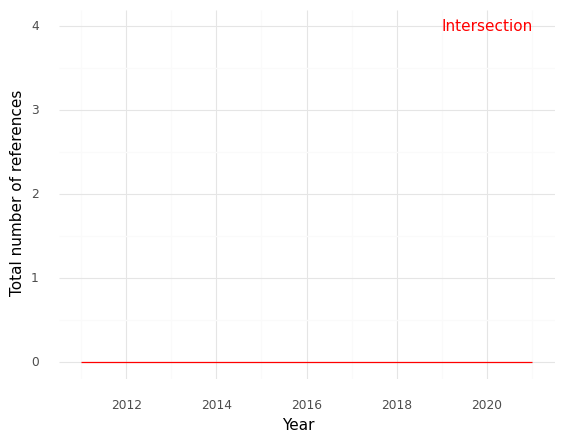 Intersection
4
3
2
1
0
Total number of references
2012 2014 2016 2018 2020
Year